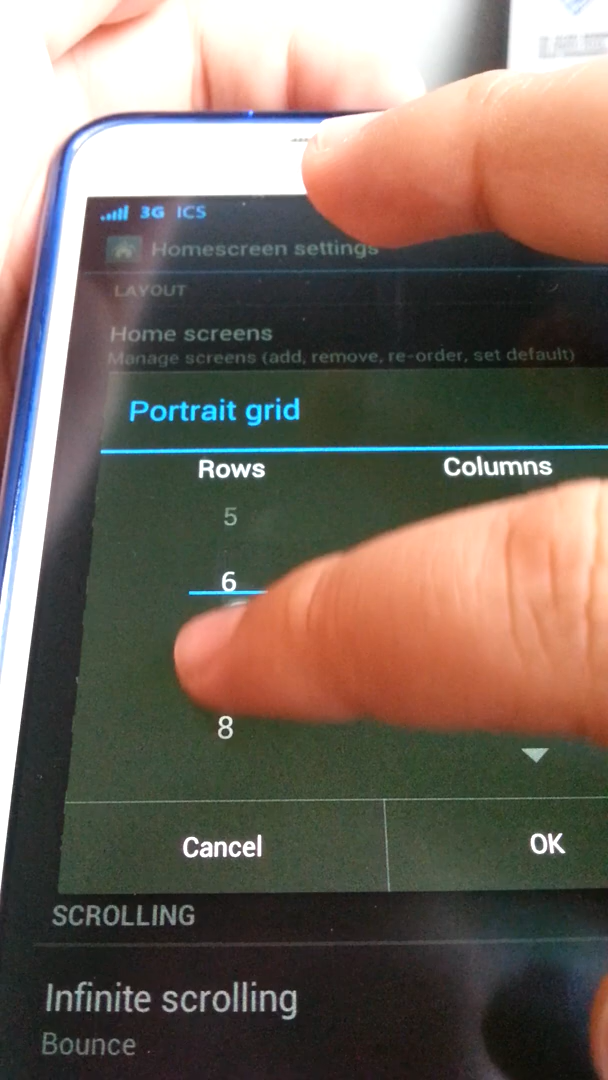 3G ICS
Homescreen settings
LAYOUT
Home screens
Manage screens (add, remove, re-order, set default)
Portrait grid
Rows Columns
5
6
8
Cancel OK
SCROLLING
Infinite scrolling
Bounce